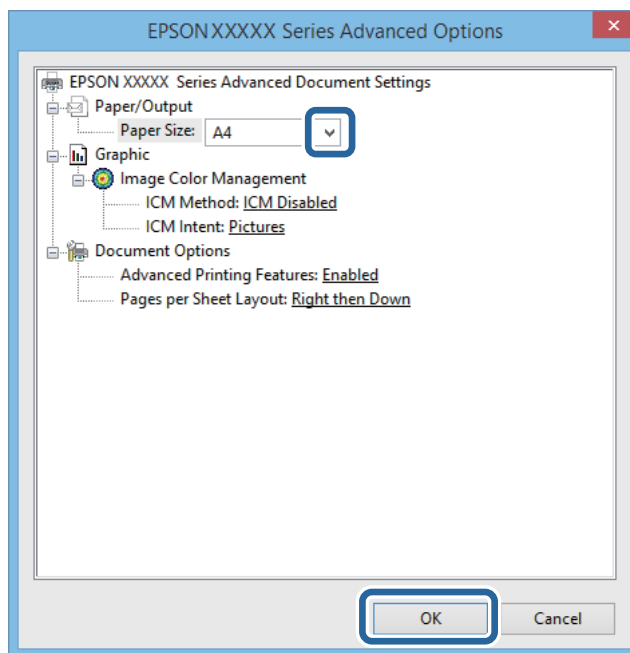 EPSON XXXXX Series Advanced Options
EPSON XXXXX Series Advanced Document Settings
Paper/Output
Paper Size: A4
Graphic
Image Color Management
ICM Method: ICM Disabled
ICM Intent: Pictures
Document Options
Advanced Printing Features: Enabled
Pages per Sheet Layout: Right then Down
OK Cancel